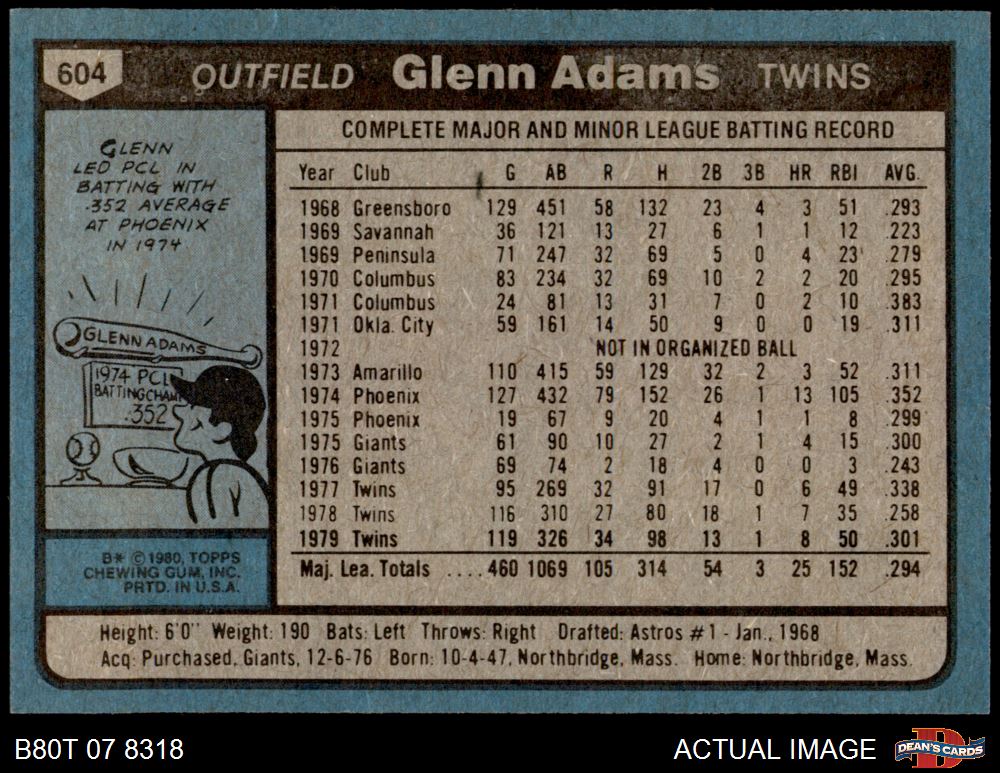 604 OUTFIELD Glenn Adams TWINS
GLENN
LED PCL IN
BATTING WITH
.352 AVERAGE
AT PHOENIX
IN 1974
GLENN ADAMS
1974 PCL
BATTING CHAM
.352
B* © 1980, TOPPS
CHEWING GUM, INC.
PRTD. IN U.S.A.
COMPLETE MAJOR AND MINOR LEAGUE BATTING RECORD
Year Club G AB R H 2B 3B HR RBI AVG.
1968 Greensboro 129 451 58 132 23 4 3 51 .293
1969 Savannah 36 121 13 27 6 1 1 12 .223
1969 Peninsula 71 247 32 69 5 0 4 23 .279
1970 Columbus 83 234 32 69 10 2 2 20 .295
1971 Columbus 24 81 13 31 7 0 2 10 .383
1971 Okla. City 59 161 14 50 9 0 0 19 .311
1972 NOT IN ORGANIZED BALL
1973 Amarillo 110 415 59 129 32 2 3 52 .311
1974 Phoenix 127 432 79 152 26 1 13 105 .352
1975 Phoenix 19 67 9 20 4 1 1 8 .299
1975 Giants 61 90 10 27 2 1 4 15 .300
1976 Giants 69 74 2 18 4 0 0 3 .243
1977 Twins 95 269 32 91 17 0 6 49 .338
1978 Twins 116 310 27 80 18 1 7 35 .258
1979 Twins 119 326 34 98 13 1 8 50 .301
Maj. Lea. Totals ....460 1069 105 314 54 3 25 152 .294
Height: 6'0" Weight: 190 Bats: Left Throws: Right Drafted: Astros #1 - Jan., 1968
Acq: Purchased, Giants, 12-6-76 Born: 10-4-47, Northbridge, Mass. Home: Northbridge, Mass.
B80T 07 8318 ACTUAL IMAGE DEAN'S CARDS